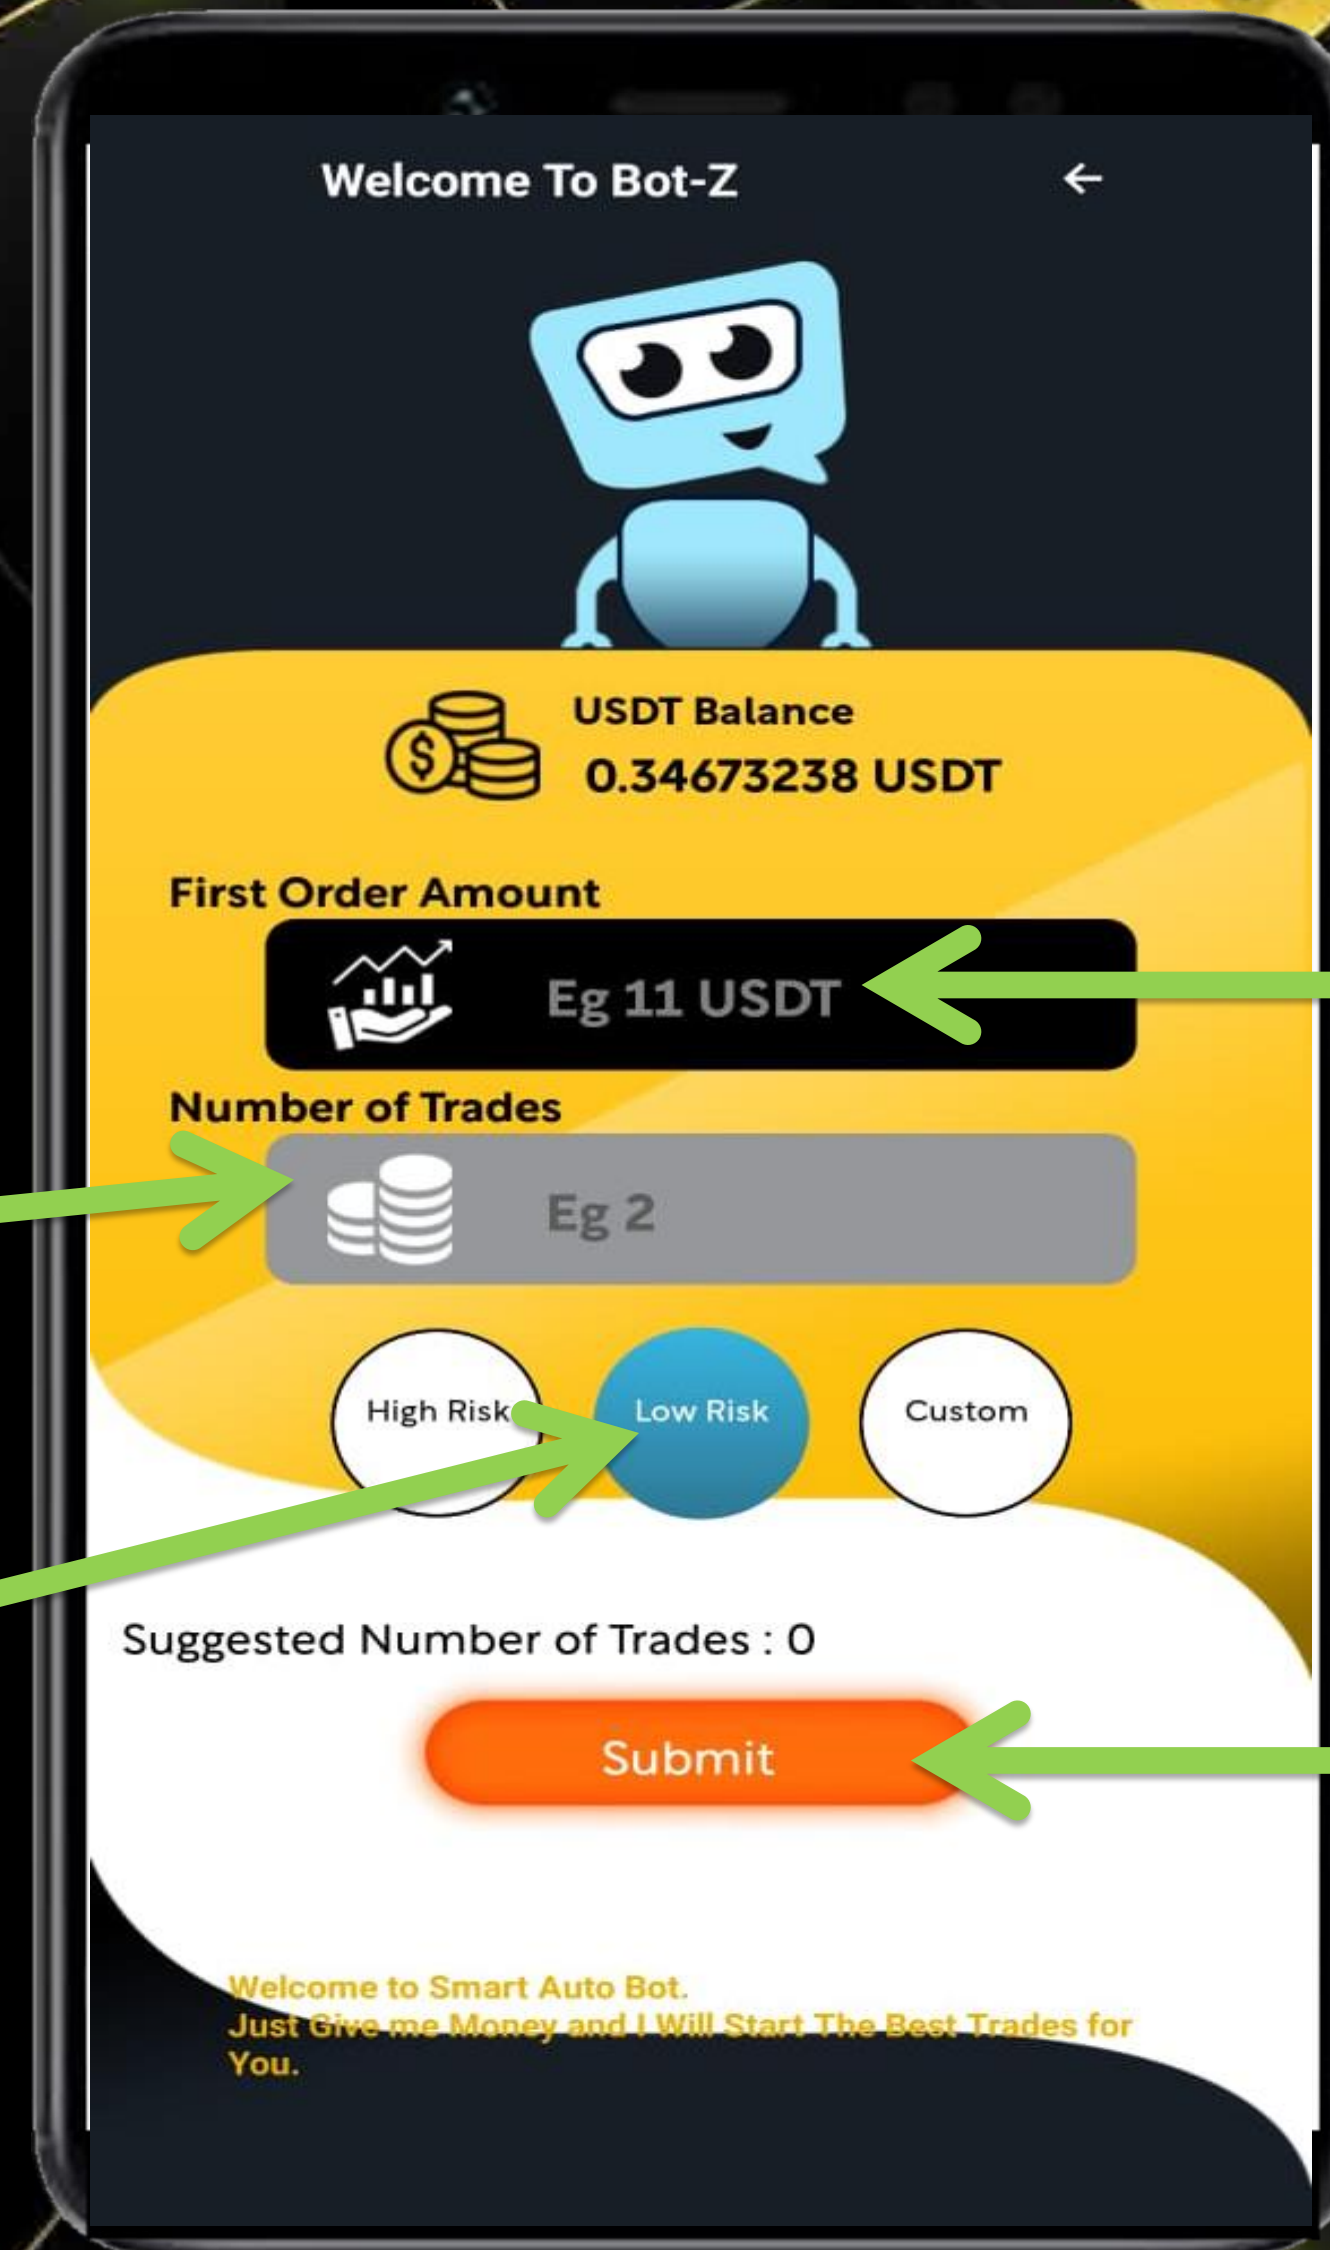 Welcome To Bot-Z
USDT Balance
0.34673238 USDT
First Order Amount
Eg 11 USDT
Number of Trades
Eg 2
High Risk
Low Risk
Custom
Suggested Number of Trades : 0
Submit
Welcome to Smart Auto Bot.
Just Give me Money and I Will Start The Best Trades for
You.